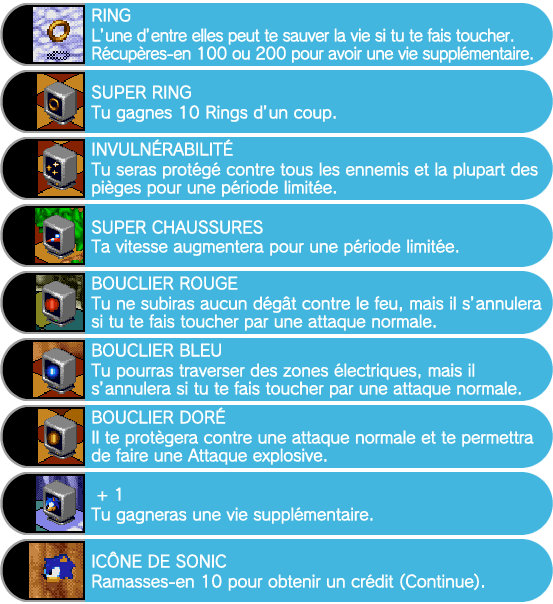 RING
L'une d'entre elles peut te sauver la vie si tu te fais toucher.
Récupères-en 100 ou 200 pour avoir une vie supplémentaire.
SUPER RING
Tu gagnes 10 Rings d'un coup.
INVULNÉRABILITÉ
Tu seras protégé contre tous les ennemis et la plupart des
pièges pour une période limitée.
SUPER CHAUSSURES
Ta vitesse augmentera pour une période limitée.
BOUCLIER ROUGE
Tu ne subiras aucun dégât contre le feu, mais il s'annulera
si tu te fais toucher par une attaque normale.
BOUCLIER BLEU
Tu pourras traverser des zones électriques, mais il
s'annulera si tu te fais toucher par une attaque normale.
BOUCLIER DORÉ
Il te protègera contre une attaque normale et te permettra
de faire une Attaque explosive.
+ 1
Tu gagneras une vie supplémentaire.
ICÔNE DE SONIC
Ramasses-en 10 pour obtenir un crédit (Continue).